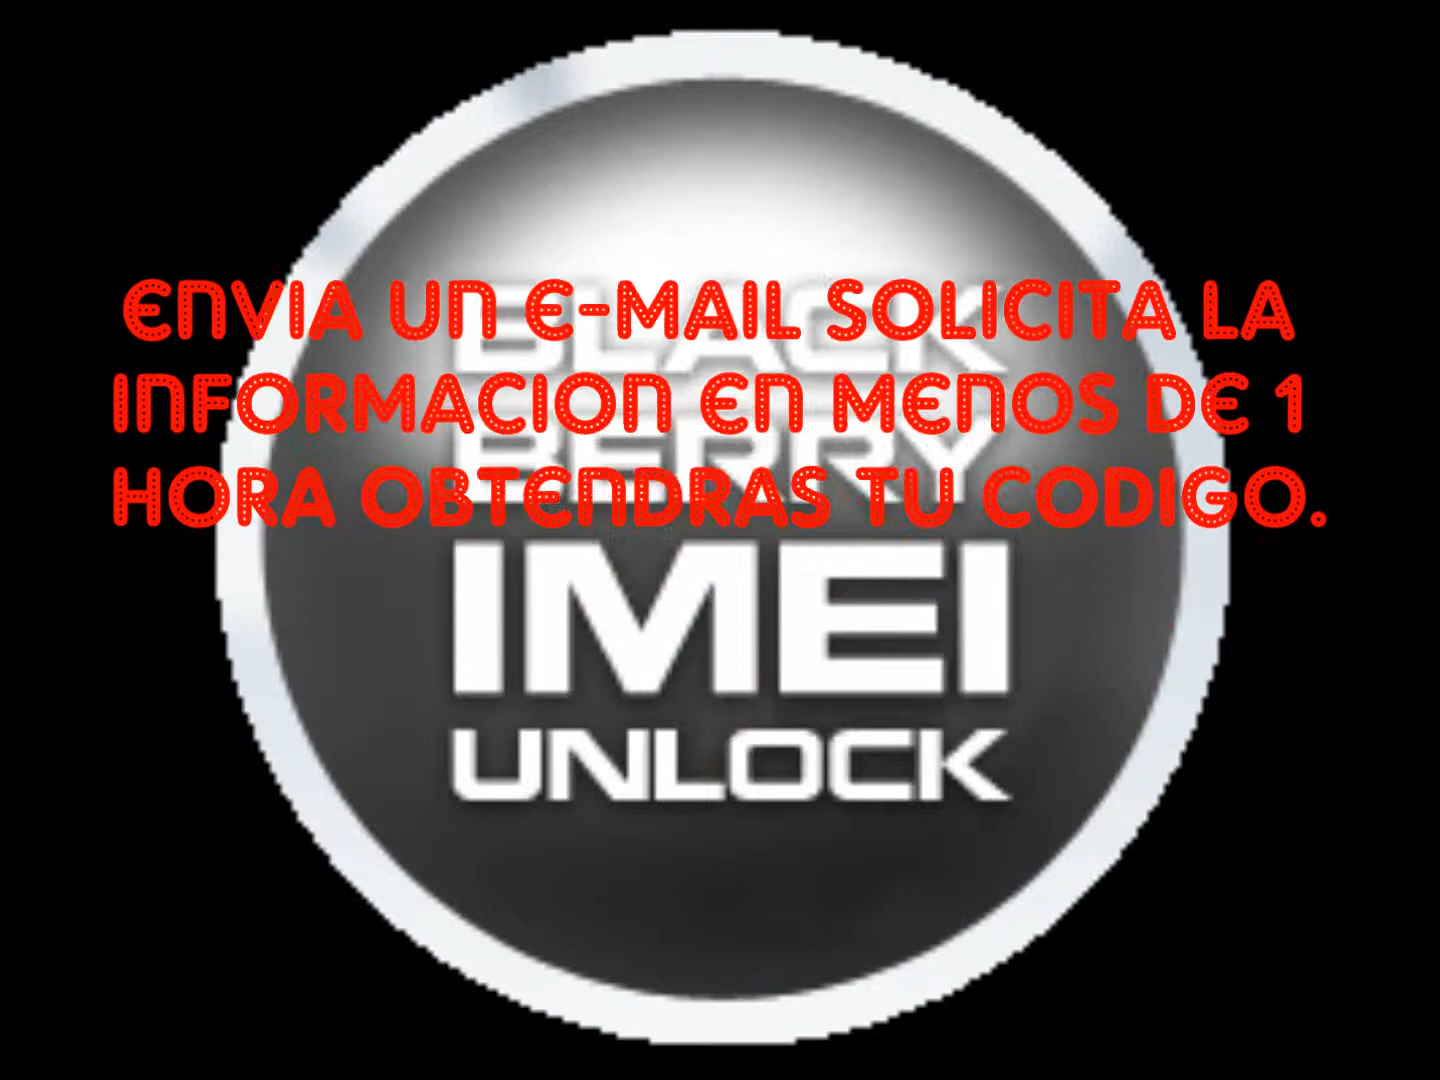 ENVIA UN E-MAIL SOLICITA LA
INFORMACION EN MENOS DE 1
HORA OBTENDRAS TU CODIGO.
BLACK
BERRY
IMEI
UNLOCK